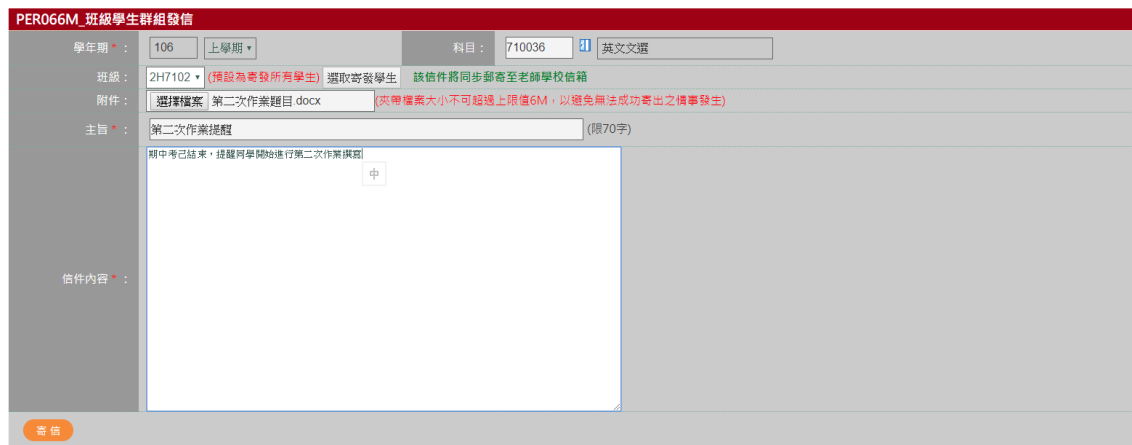 PER066M_班級學生群組發信
學年期 * : 106 上學期 科目 : 710036 英文文選
班級 : 2H7102 (預設為寄發所有學生) 選取寄發學生 該信件將同步郵寄至老師學校信箱
附件 : 選擇檔案 第二次作業題目.docx (夾帶檔案大小不可超過上限值6M,以避免無法成功寄出之情事發生)
主旨 * : 第二次作業提醒 (限70字)
期中考已結束,提醒同學開始進行第二次作業撰寫
中
信件內容 * :
寄信